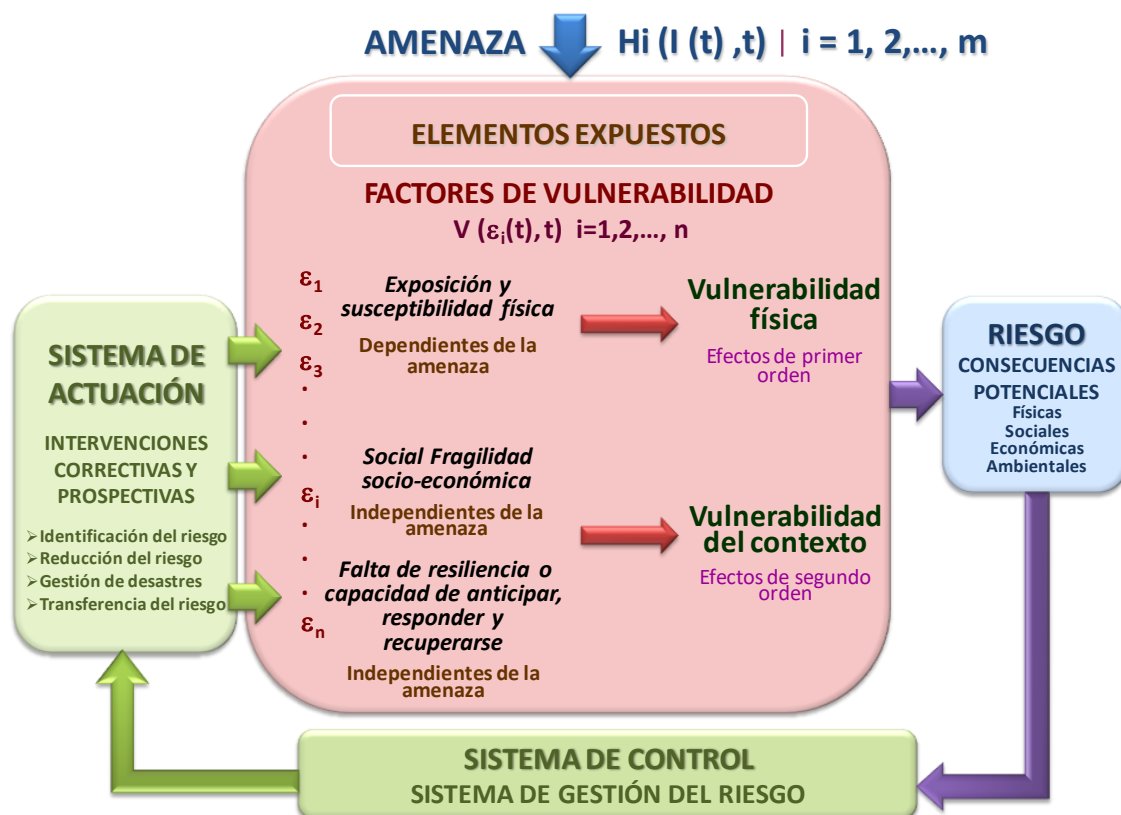 AMENAZA Hi (I (t) ,t) | i = 1, 2,..., m
ELEMENTOS EXPUESTOS
FACTORES DE VULNERABILIDAD
V (εi(t), t) i=1,2,..., n
ε1
ε2
ε3
.
.
.
εi
.
.
.
εn
Exposición y
susceptibilidad física
Dependientes de la
amenaza
Vulnerabilidad
física
Efectos de primer
orden
Social Fragilidad
socio-económica
Independientes de la
amenaza
Vulnerabilidad
del contexto
Efectos de segundo
orden
Falta de resiliencia o
capacidad de anticipar,
responder y
recuperarse
Independientes de la
amenaza
SISTEMA DE
ACTUACIÓN
INTERVENCIONES
CORRECTIVAS Y
PROSPECTIVAS
➢Identificación del riesgo
➢Reducción del riesgo
➢Gestión de desastres
➢Transferencia del riesgo
RIESGO
CONSECUENCIAS
POTENCIALES
Físicas
Sociales
Económicas
Ambientales
SISTEMA DE CONTROL
SISTEMA DE GESTIÓN DEL RIESGO